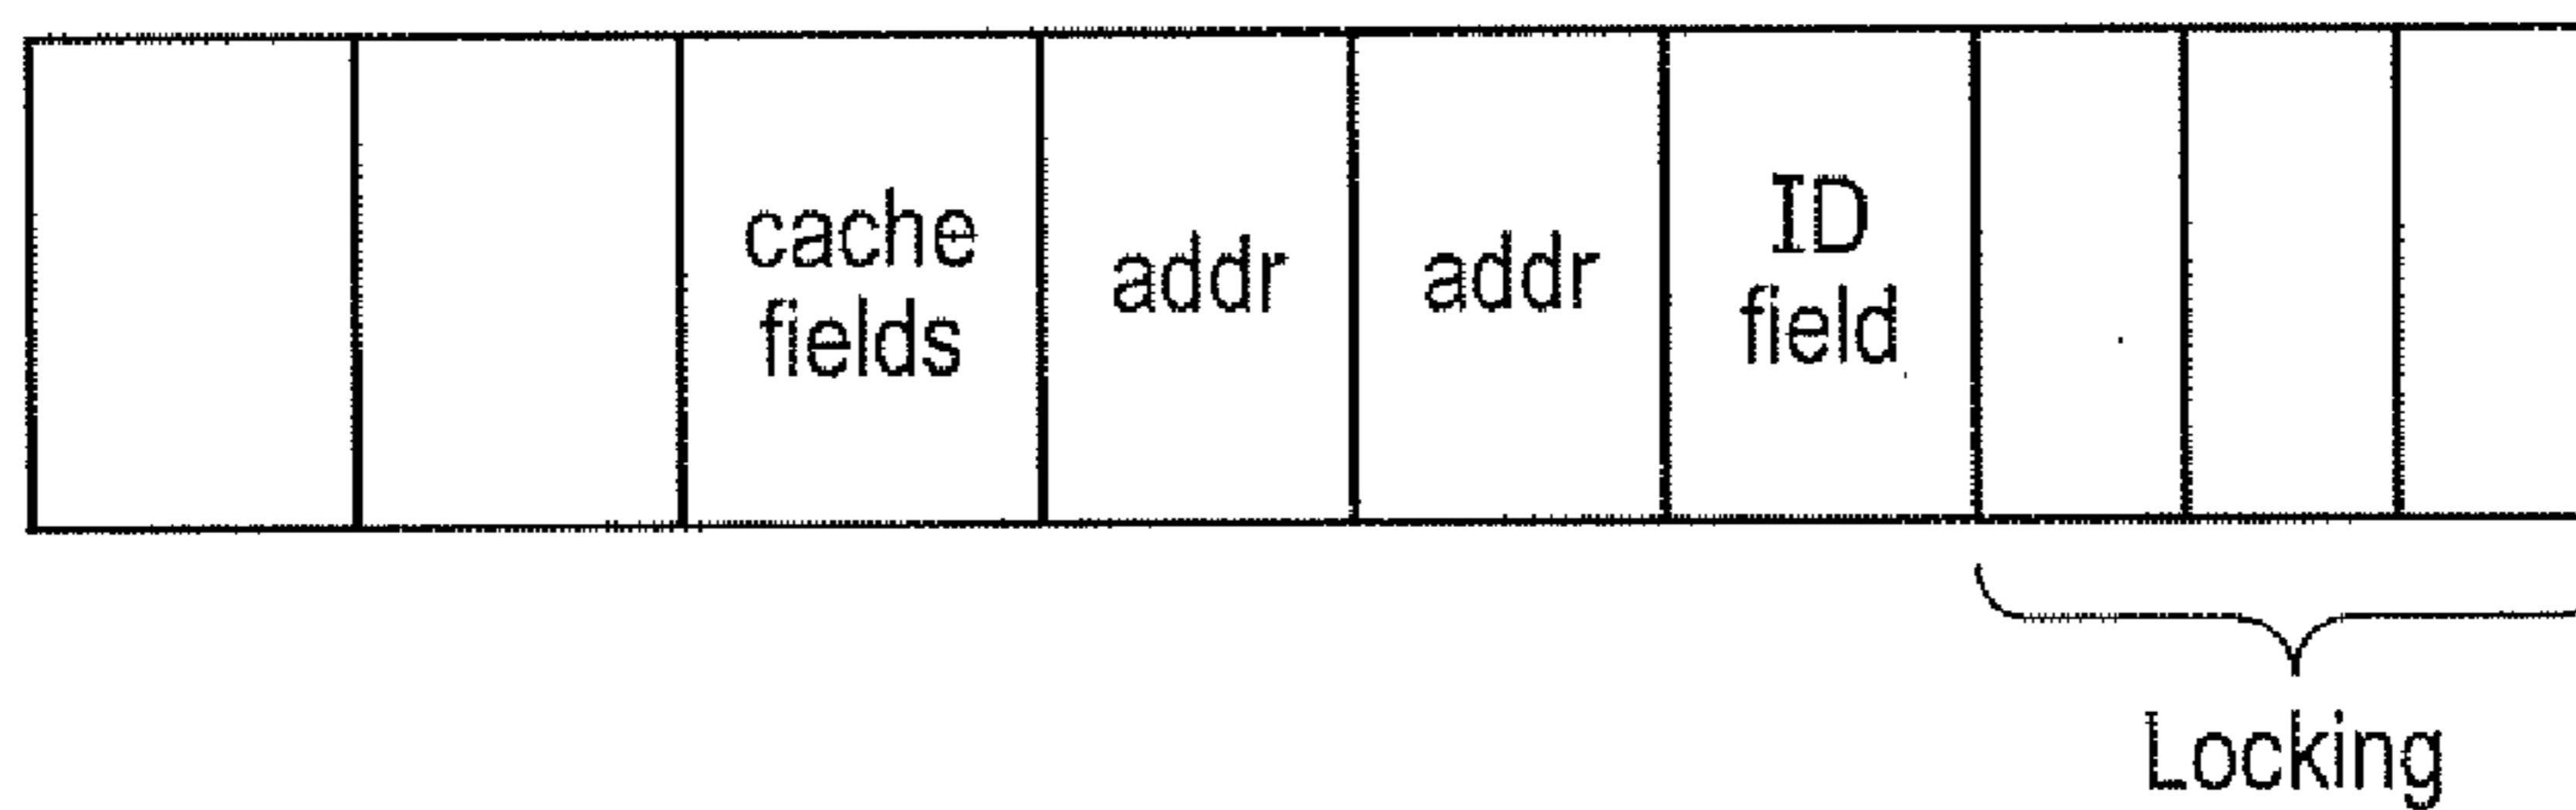 cache
fields
addr
addr
ID
field
Locking